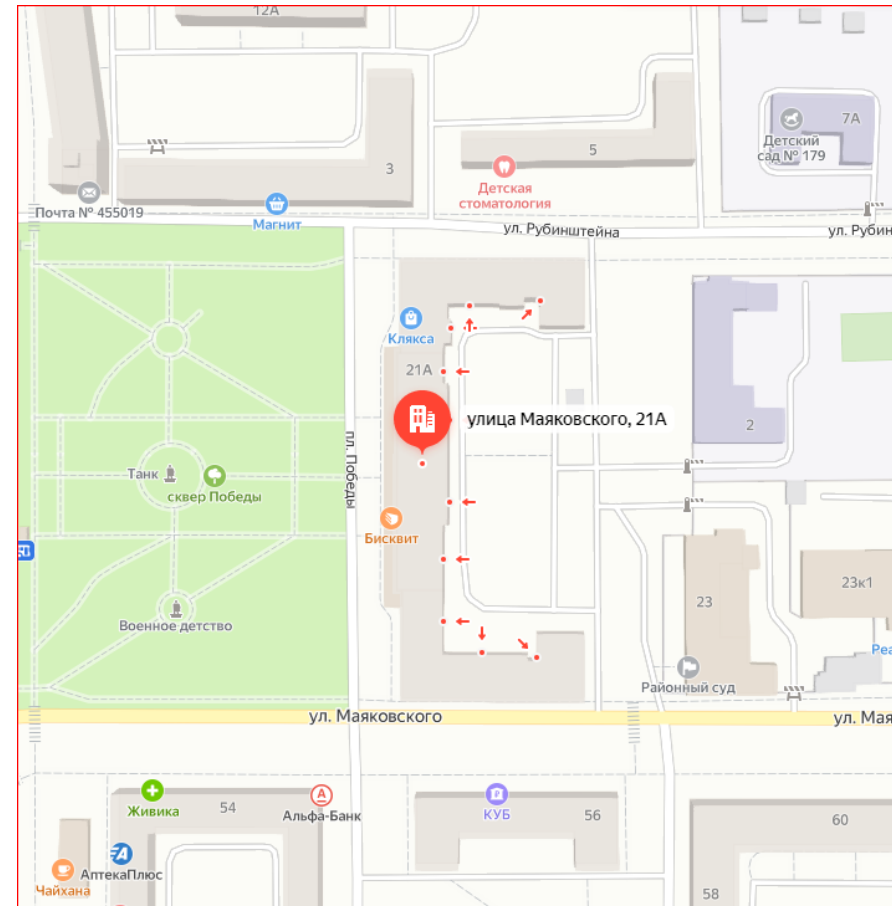 12А
7А
Детский
сад № 179
5
3
Детская
стоматология
Почта № 455019
Магнит
ул. Рубинштейна
ул. Рубин
Клякса
21А
улица Маяковского, 21А
2
пл. Победы
Танк
сквер Победы
Бисквит
23к1
23
Военное детство
Реа
Районный суд
ул. Маяковского
ул. Мая
Живика
54
Альфа-Банк
КУБ
56
60
АптекаПлюс
Чайхана
58